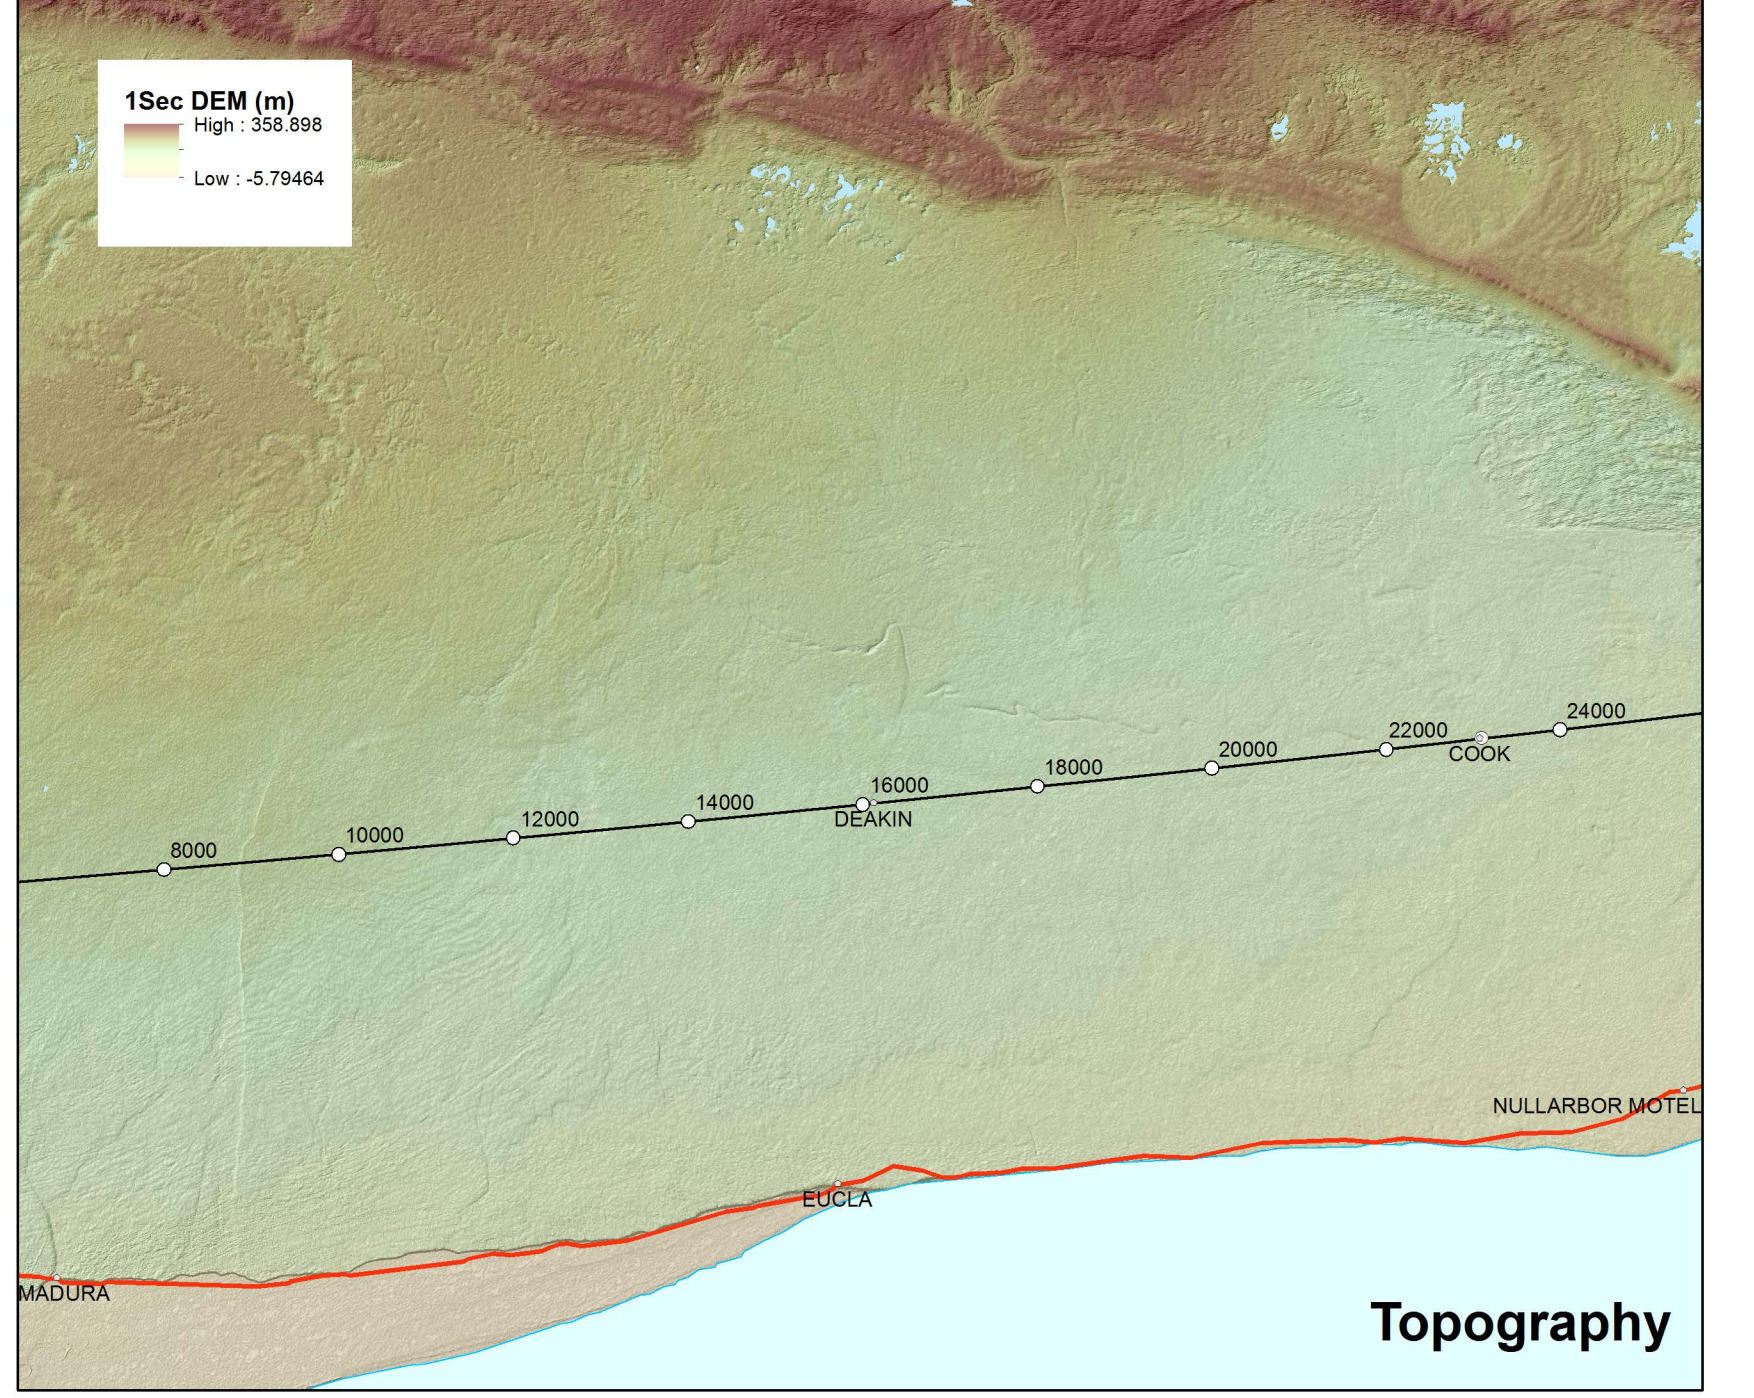 1Sec DEM (m)
High : 358.898
Low : -5.79464
24000
22000
COOK
20000
18000
16000
DEAKIN
14000
12000
10000
8000
NULLARBOR MOTEL
EUCLA
MADURA
Topography